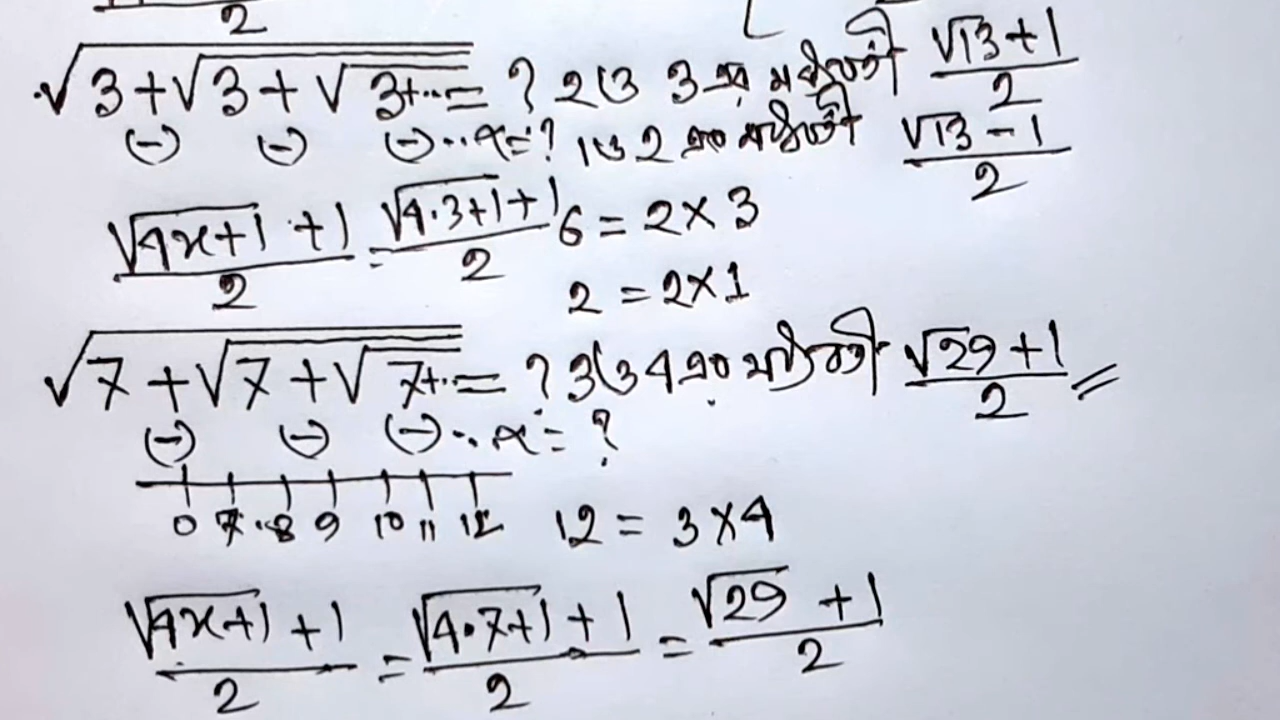 2
√3+√3+√3+.. = ? 2 ও 3 এর মধ্যবর্তী (√13+1)/2
(-) (-) (-)..∝=? 1 ও 2 এর মধ্যবর্তী (√13-1)/2
(√4x+1 +1)/2 = (√4·3+1 +1)/2 6 = 2×3
2 = 2×1
√7+√7+√7+.. = ? 3 ও 4 এর মধ্যবর্তী (√29+1)/2 =
(-) (-) (-)..∝=?
0 7 8 9 10 11 12 12 = 3×4
(√4x+1 +1)/2 = (√4·7+1 +1)/2 = (√29 +1)/2